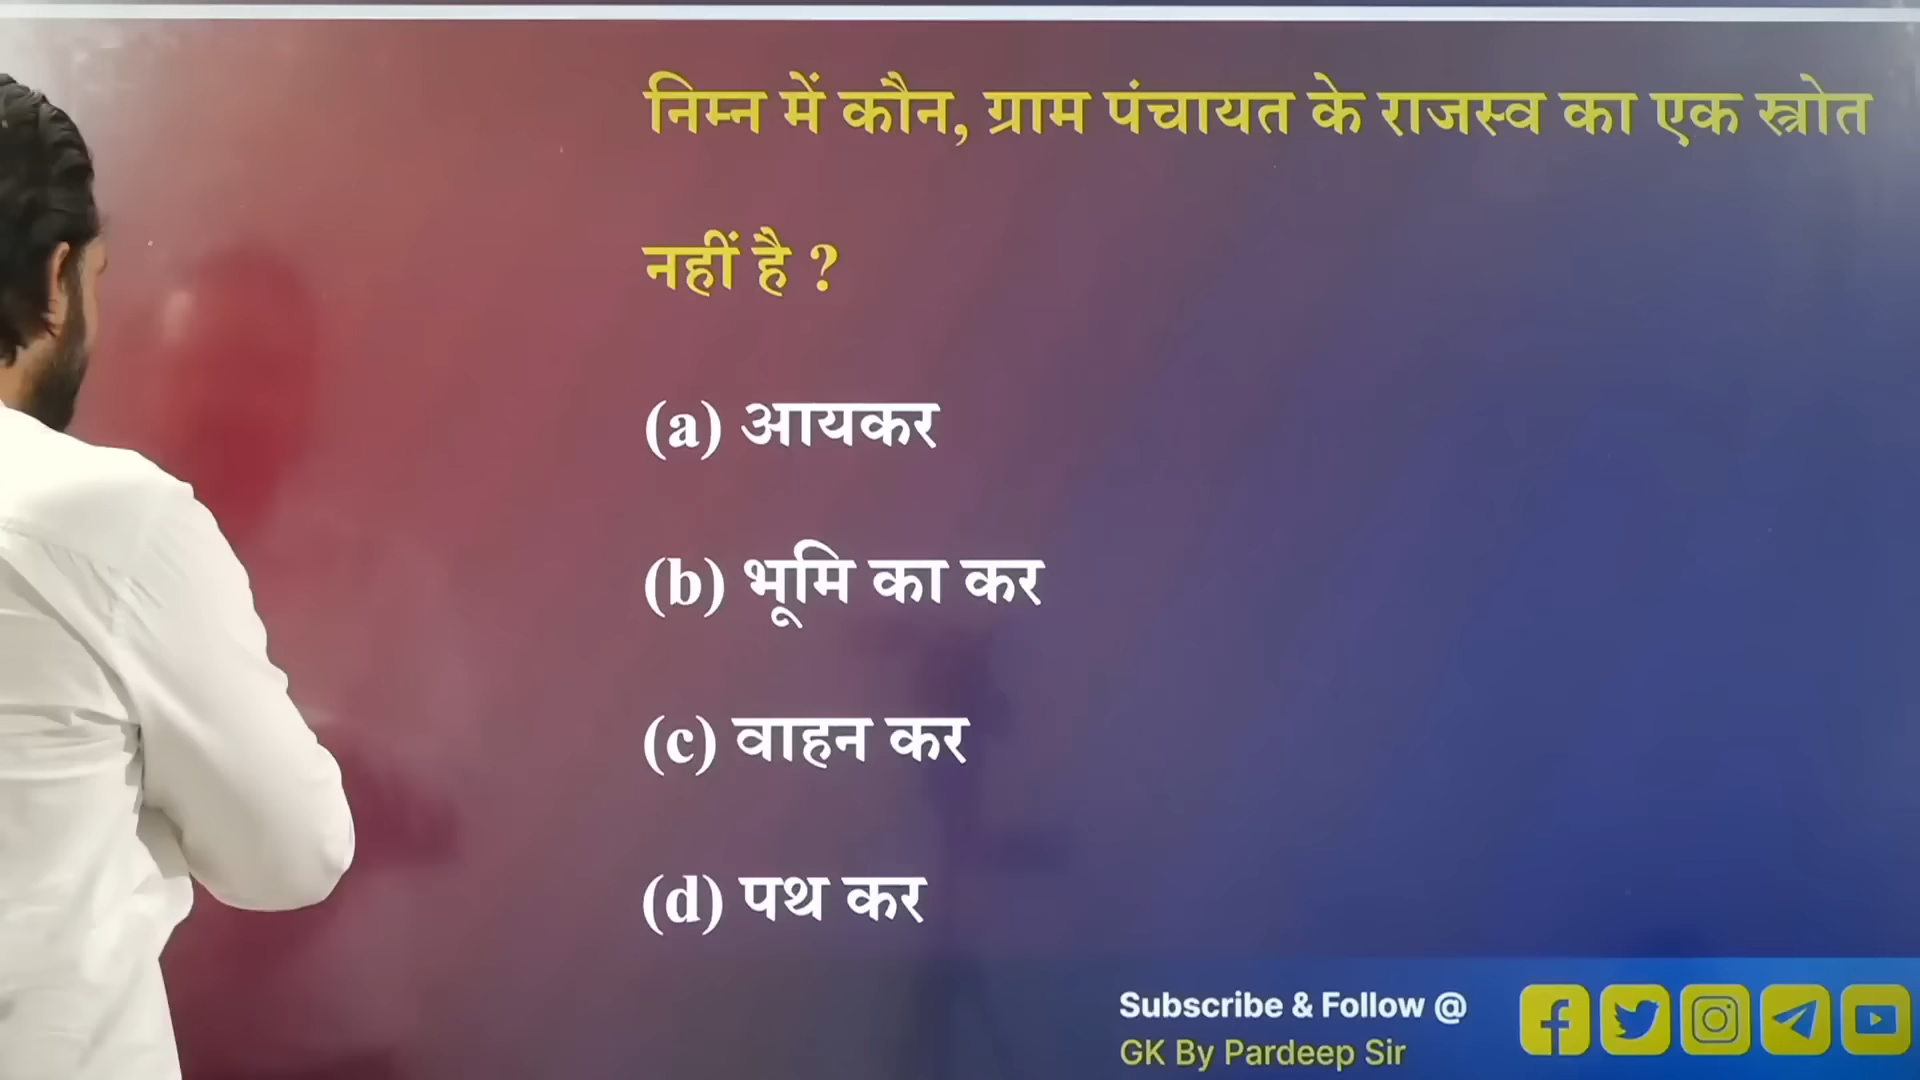 निम्न में कौन, ग्राम पंचायत के राजस्व का एक स्त्रोत
नहीं है ?
(a) आयकर
(b) भूमि का कर
(c) वाहन कर
(d) पथ कर
Subscribe & Follow @
GK By Pardeep Sir